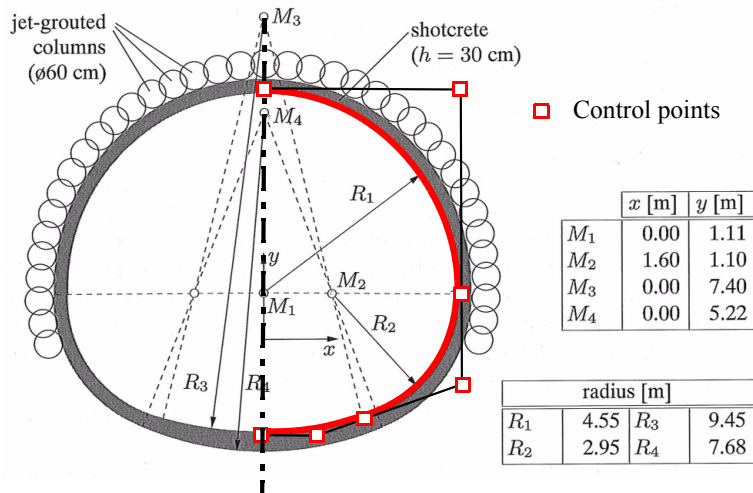 M₃
jet-grouted
columns
(ø60 cm)
shotcrete
(h = 30 cm)
Control points
M₄
R₁
x [m] y [m]
M₁ 0.00 1.11
M₂ 1.60 1.10
M₃ 0.00 7.40
M₄ 0.00 5.22
y
M₂
M₁
R₂
x
R₃
R₄
radius [m]
R₁ 4.55 R₃ 9.45
R₂ 2.95 R₄ 7.68